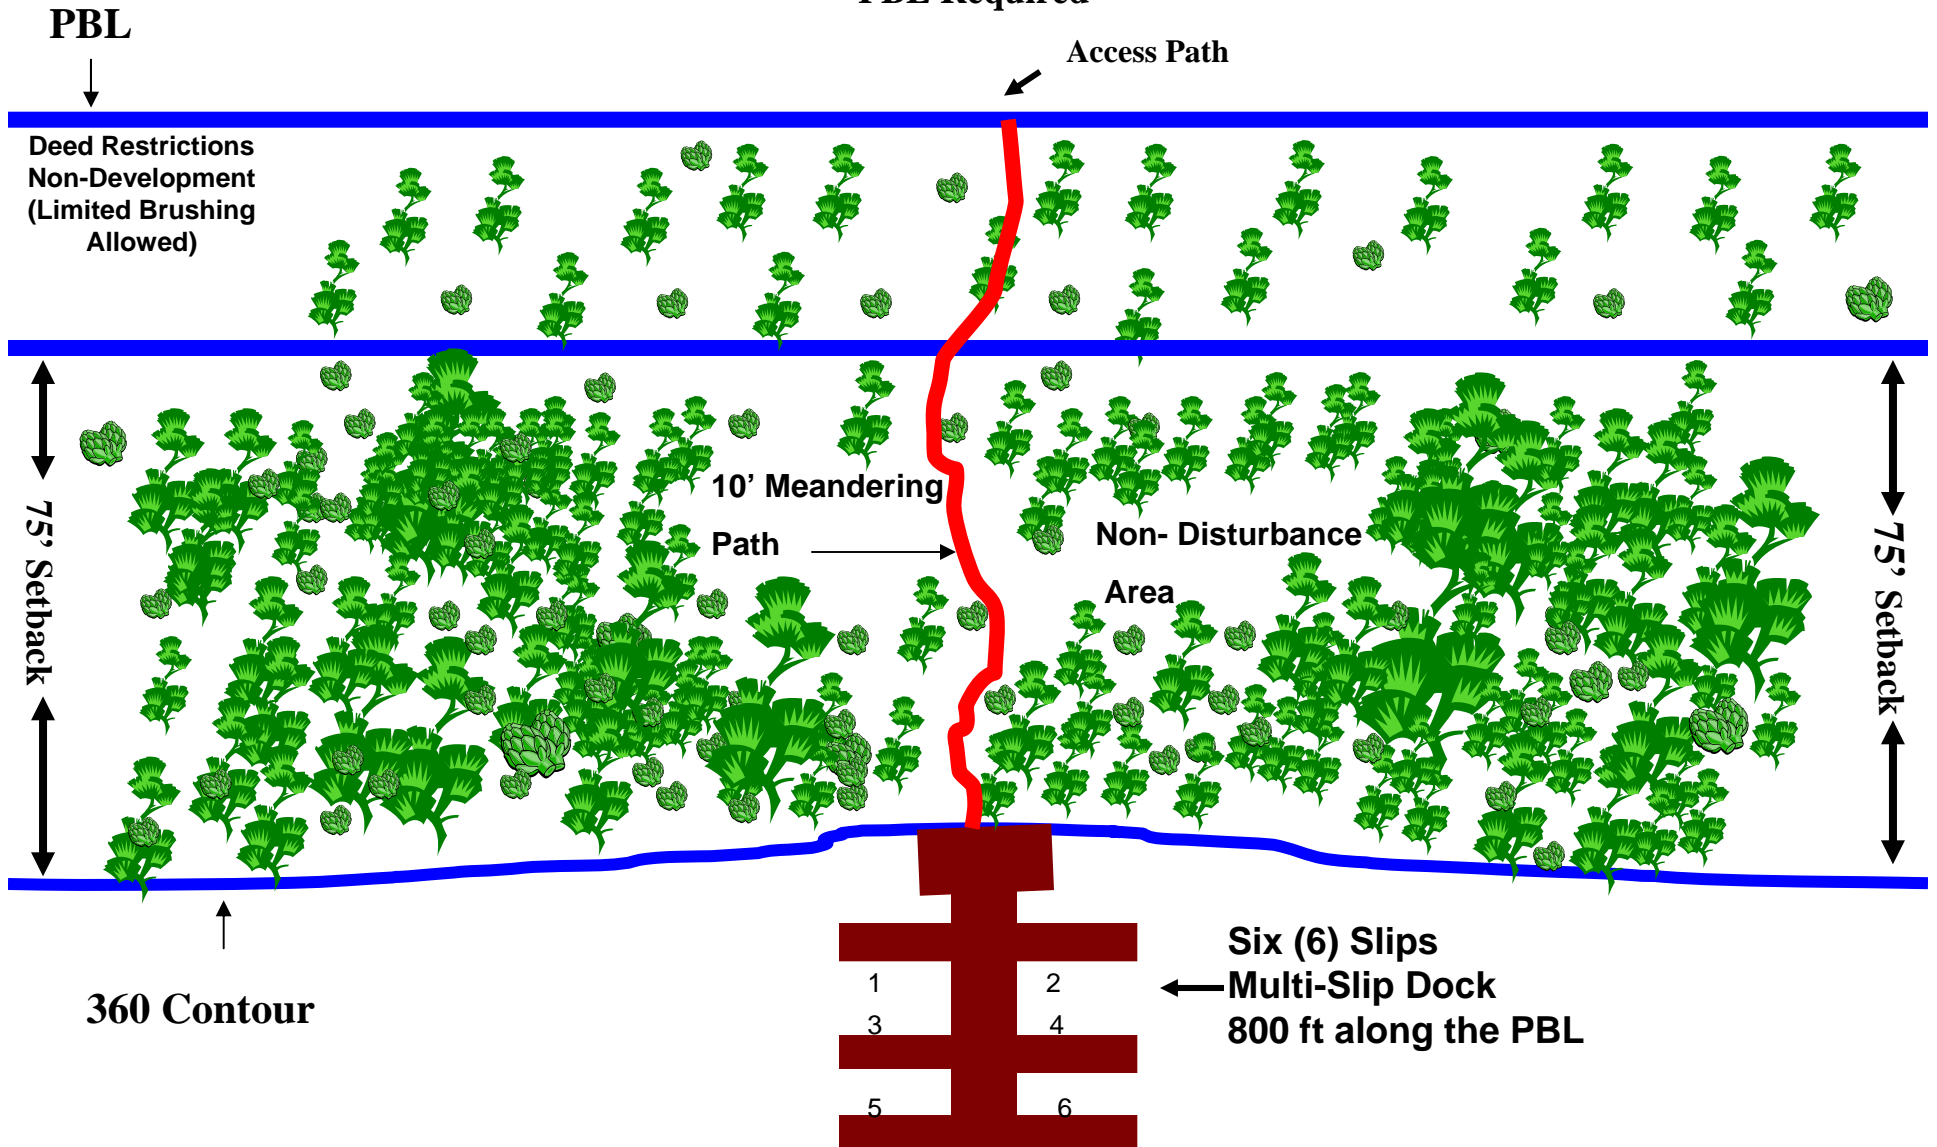 PBL Required
PBL
Access Path
Deed Restrictions
Non-Development
(Limited Brushing
Allowed)
10’ Meandering
Path
Non- Disturbance
Area
75’ Setback
75’ Setback
360 Contour
Six (6) Slips
Multi-Slip Dock
800 ft along the PBL
1 2
3 4
5 6